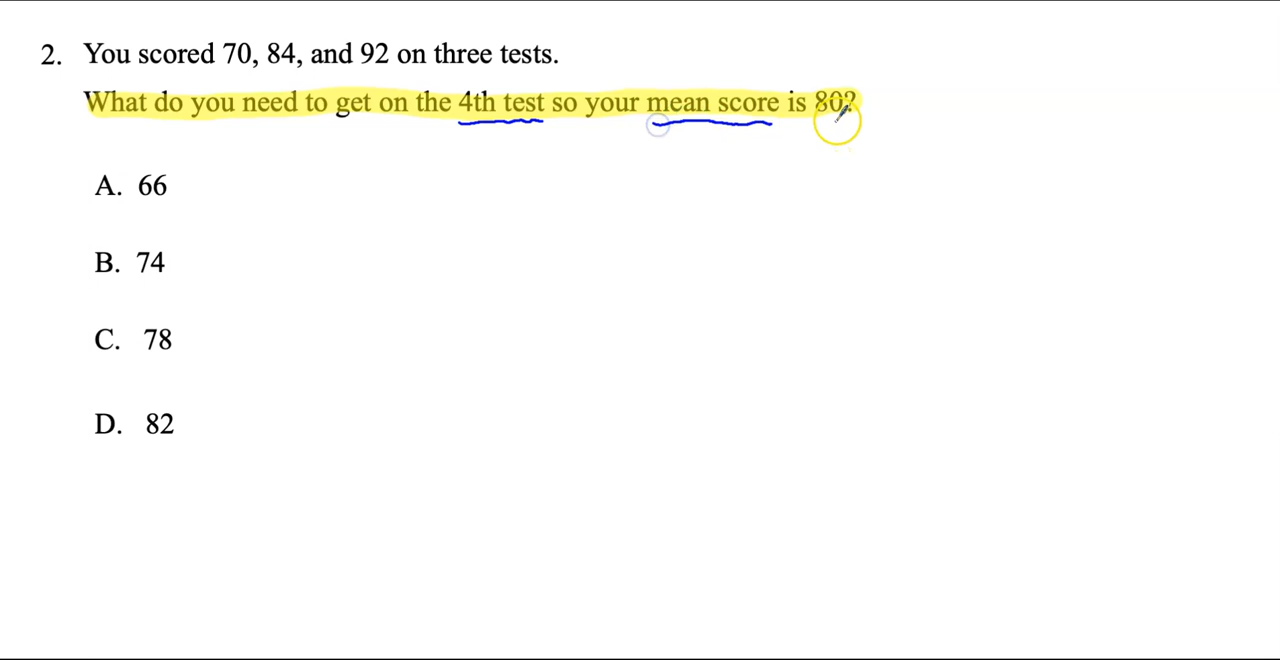 2. You scored 70, 84, and 92 on three tests.
What do you need to get on the 4th test so your mean score is 80?
A. 66
B. 74
C. 78
D. 82